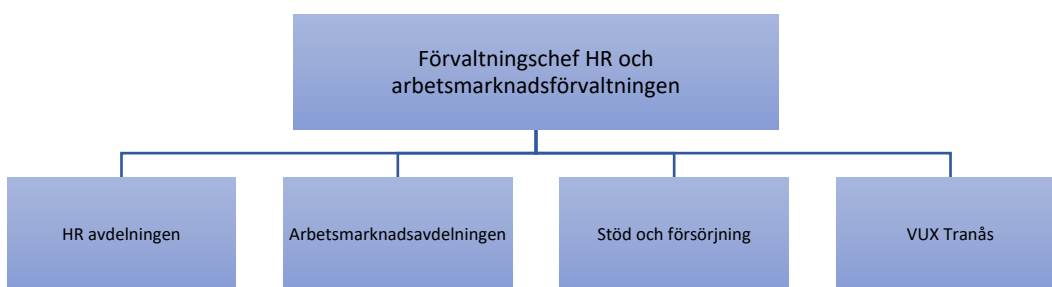 Förvaltningschef HR och
arbetsmarknadsförvaltningen
HR avdelningen
Arbetsmarknadsavdelningen
Stöd och försörjning
VUX Tranås